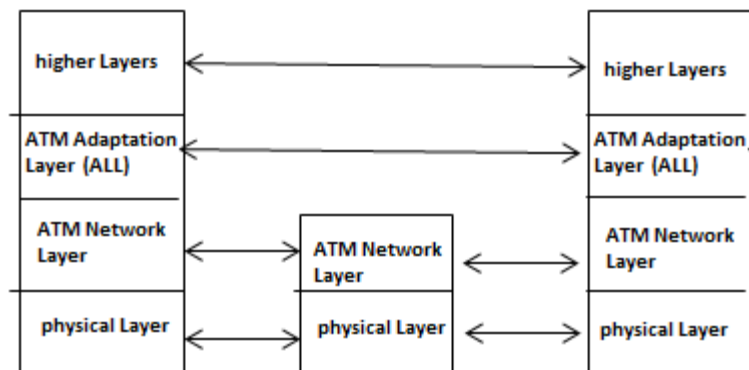 higher Layers
higher Layers
ATM Adaptation
Layer (ALL)
ATM Adaptation
Layer (ALL)
ATM Network
Layer
ATM Network
Layer
ATM Network
Layer
physical Layer
physical Layer
physical Layer